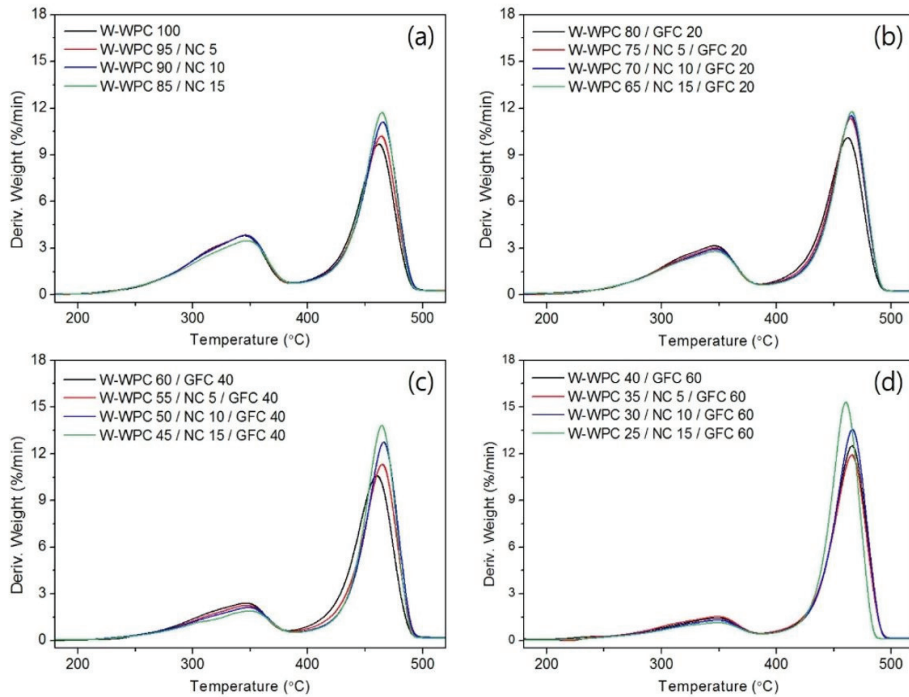 (a)
W-WPC 100
W-WPC 95 / NC 5
W-WPC 90 / NC 10
W-WPC 85 / NC 15
18
15
12
9
6
3
0
Deriv. Weight (%/min)
200 300 400 500
Temperature (°C)
(b)
W-WPC 80 / GFC 20
W-WPC 75 / NC 5 / GFC 20
W-WPC 70 / NC 10 / GFC 20
W-WPC 65 / NC 15 / GFC 20
18
15
12
9
6
3
0
Deriv. Weight (%/min)
200 300 400 500
Temperature (°C)
(c)
W-WPC 60 / GFC 40
W-WPC 55 / NC 5 / GFC 40
W-WPC 50 / NC 10 / GFC 40
W-WPC 45 / NC 15 / GFC 40
18
15
12
9
6
3
0
Deriv. Weight (%/min)
200 300 400 500
Temperature (°C)
(d)
W-WPC 40 / GFC 60
W-WPC 35 / NC 5 / GFC 60
W-WPC 30 / NC 10 / GFC 60
W-WPC 25 / NC 15 / GFC 60
18
15
12
9
6
3
0
Deriv. Weight (%/min)
200 300 400 500
Temperature (°C)